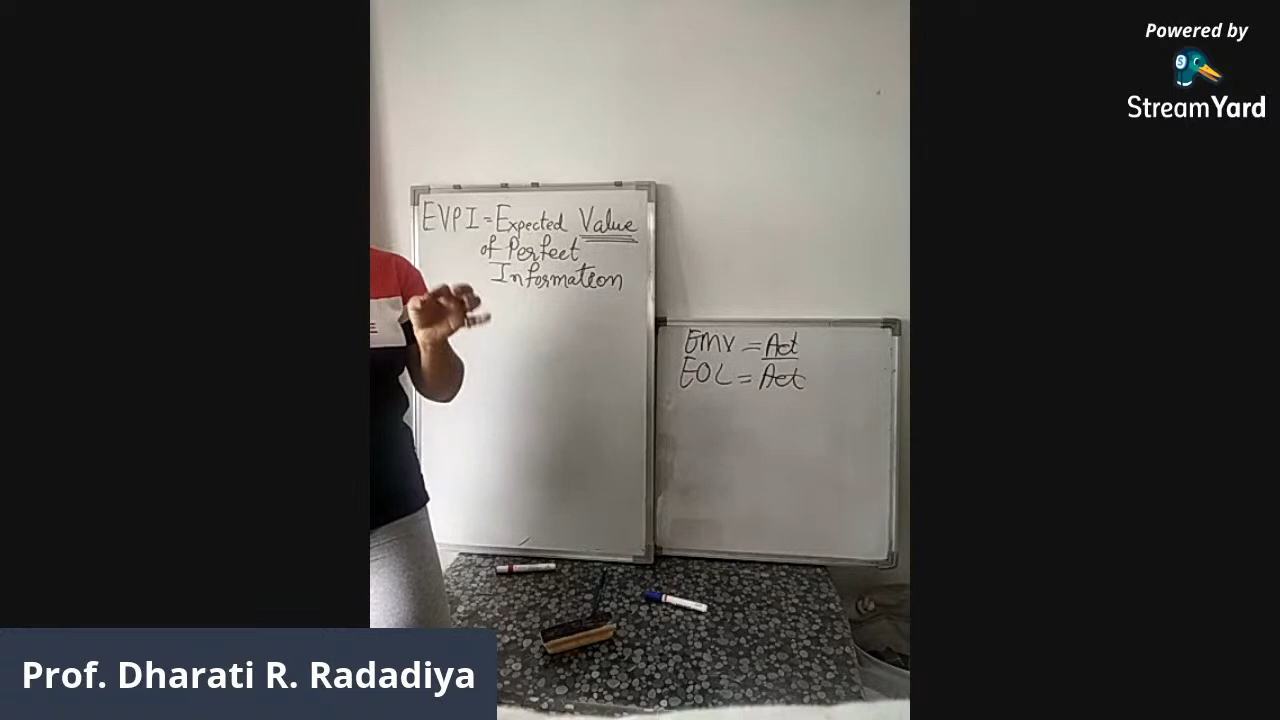 Powered by
StreamYard
EVPI = Expected Value
of Perfect
Information
EMV = Act
EOL = Act
Prof. Dharati R. Radadiya